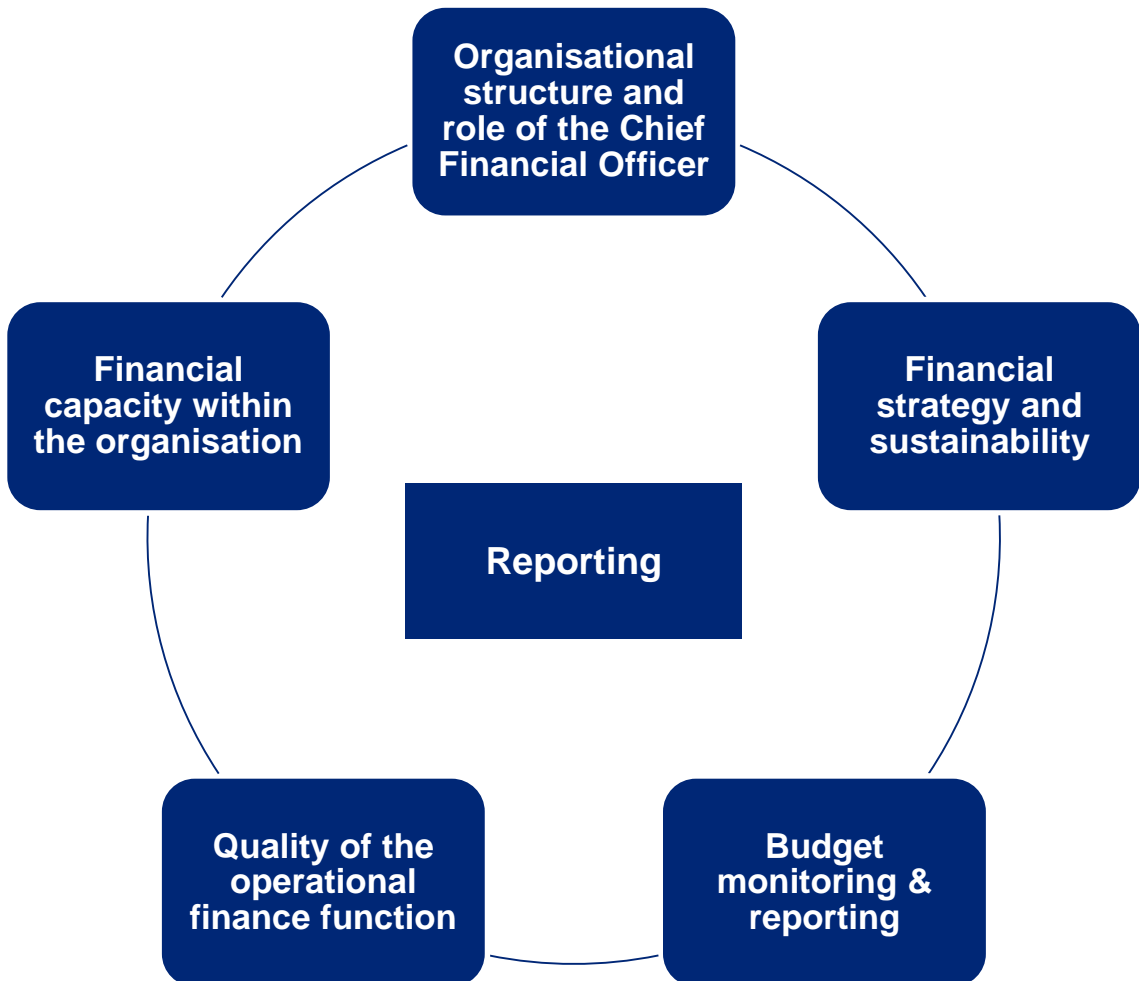 Organisational
structure and
role of the Chief
Financial Officer
Financial
capacity within
the organisation
Financial
strategy and
sustainability
Reporting
Quality of the
operational
finance function
Budget
monitoring &
reporting